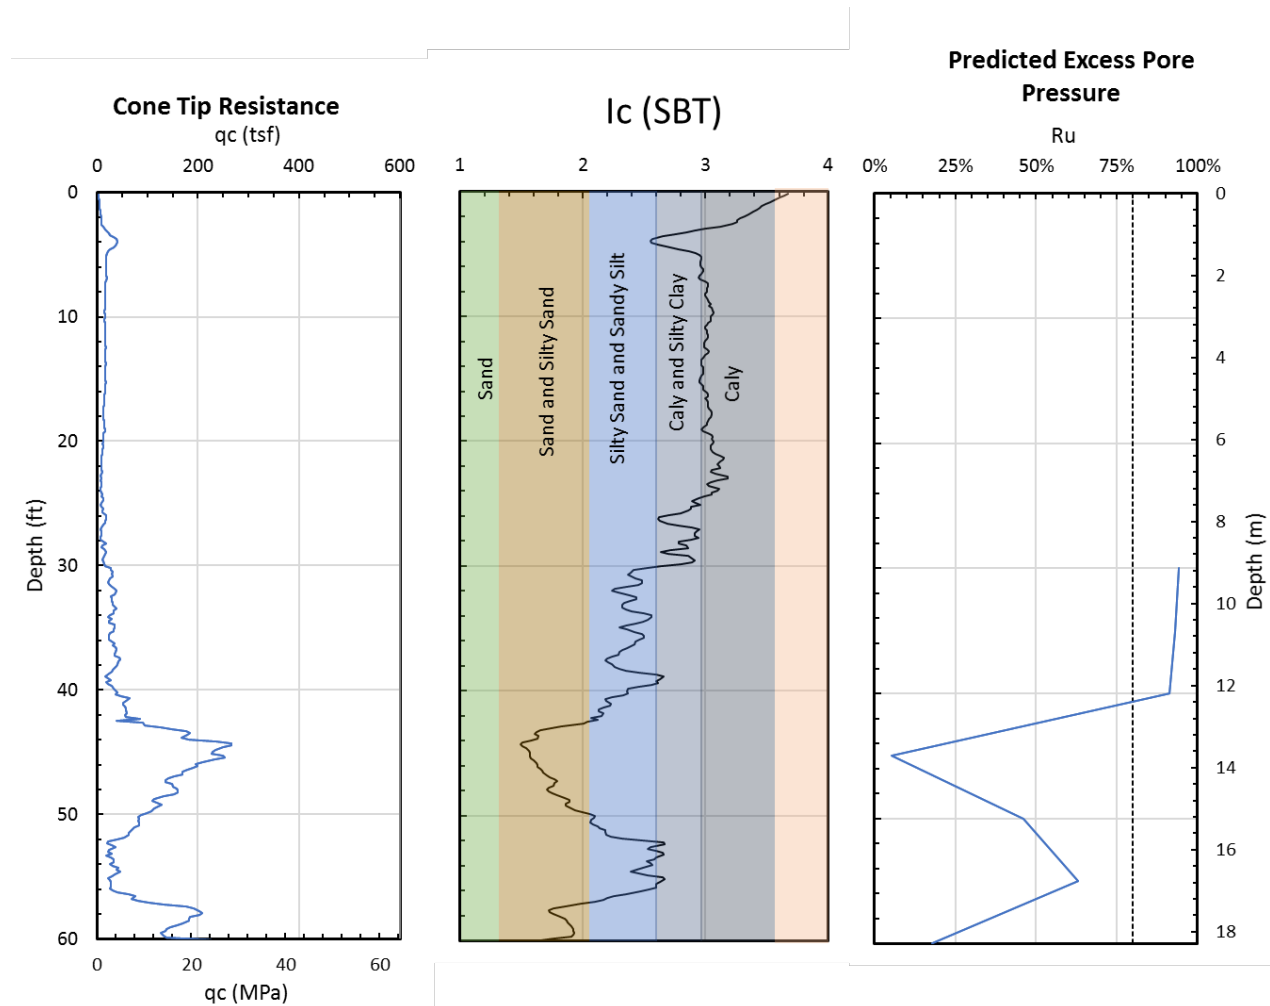 Cone Tip Resistance
qc (tsf)
0 200 400 600
0
10
20
30
40
50
60
Depth (ft)
0 20 40 60
qc (MPa)
Ic (SBT)
1 2 3 4
Sand
Sand and Silty Sand
Silty Sand and Sandy Silt
Caly and Silty Clay
Caly
Predicted Excess Pore
Pressure
Ru
0% 25% 50% 75% 100%
0
2
4
6
8
10
12
14
16
18
Depth (m)